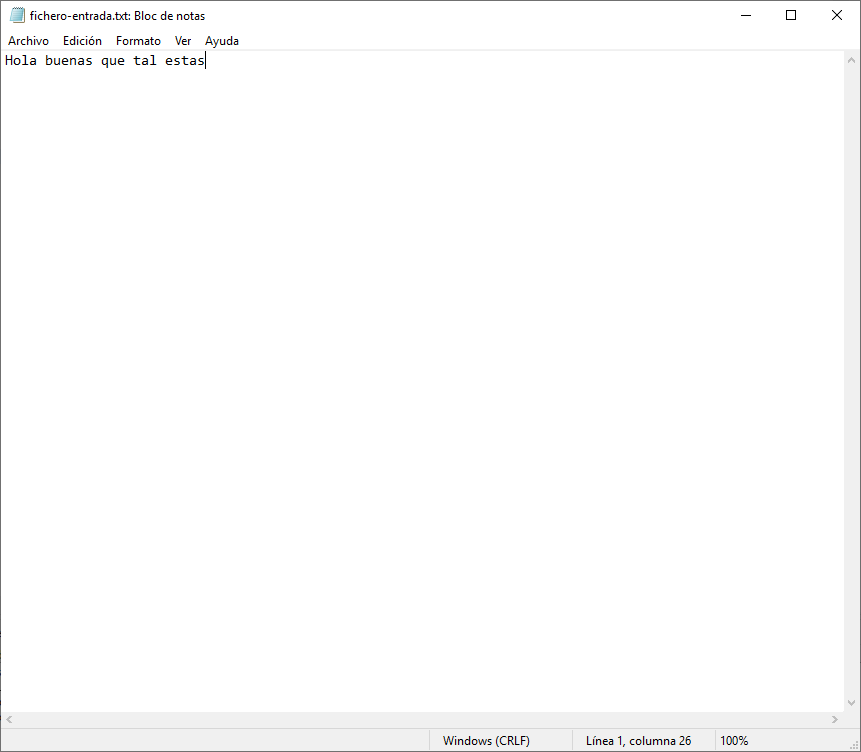 fichero-entrada.txt: Bloc de notas
Archivo Edición Formato Ver Ayuda
Hola buenas que tal estas
Windows (CRLF) Línea 1, columna 26 100%